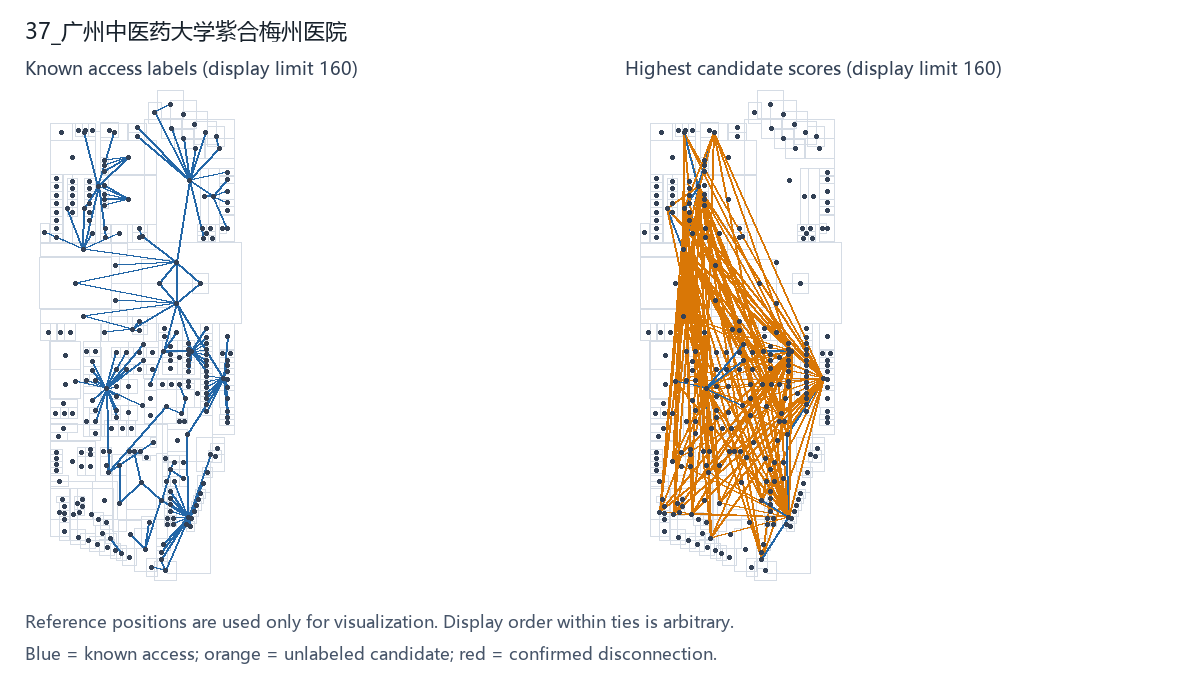 37_广州中医药大学紫合梅州医院
Known access labels (display limit 160)
Highest candidate scores (display limit 160)
Reference positions are used only for visualization. Display order within ties is arbitrary.
Blue = known access; orange = unlabeled candidate; red = confirmed disconnection.